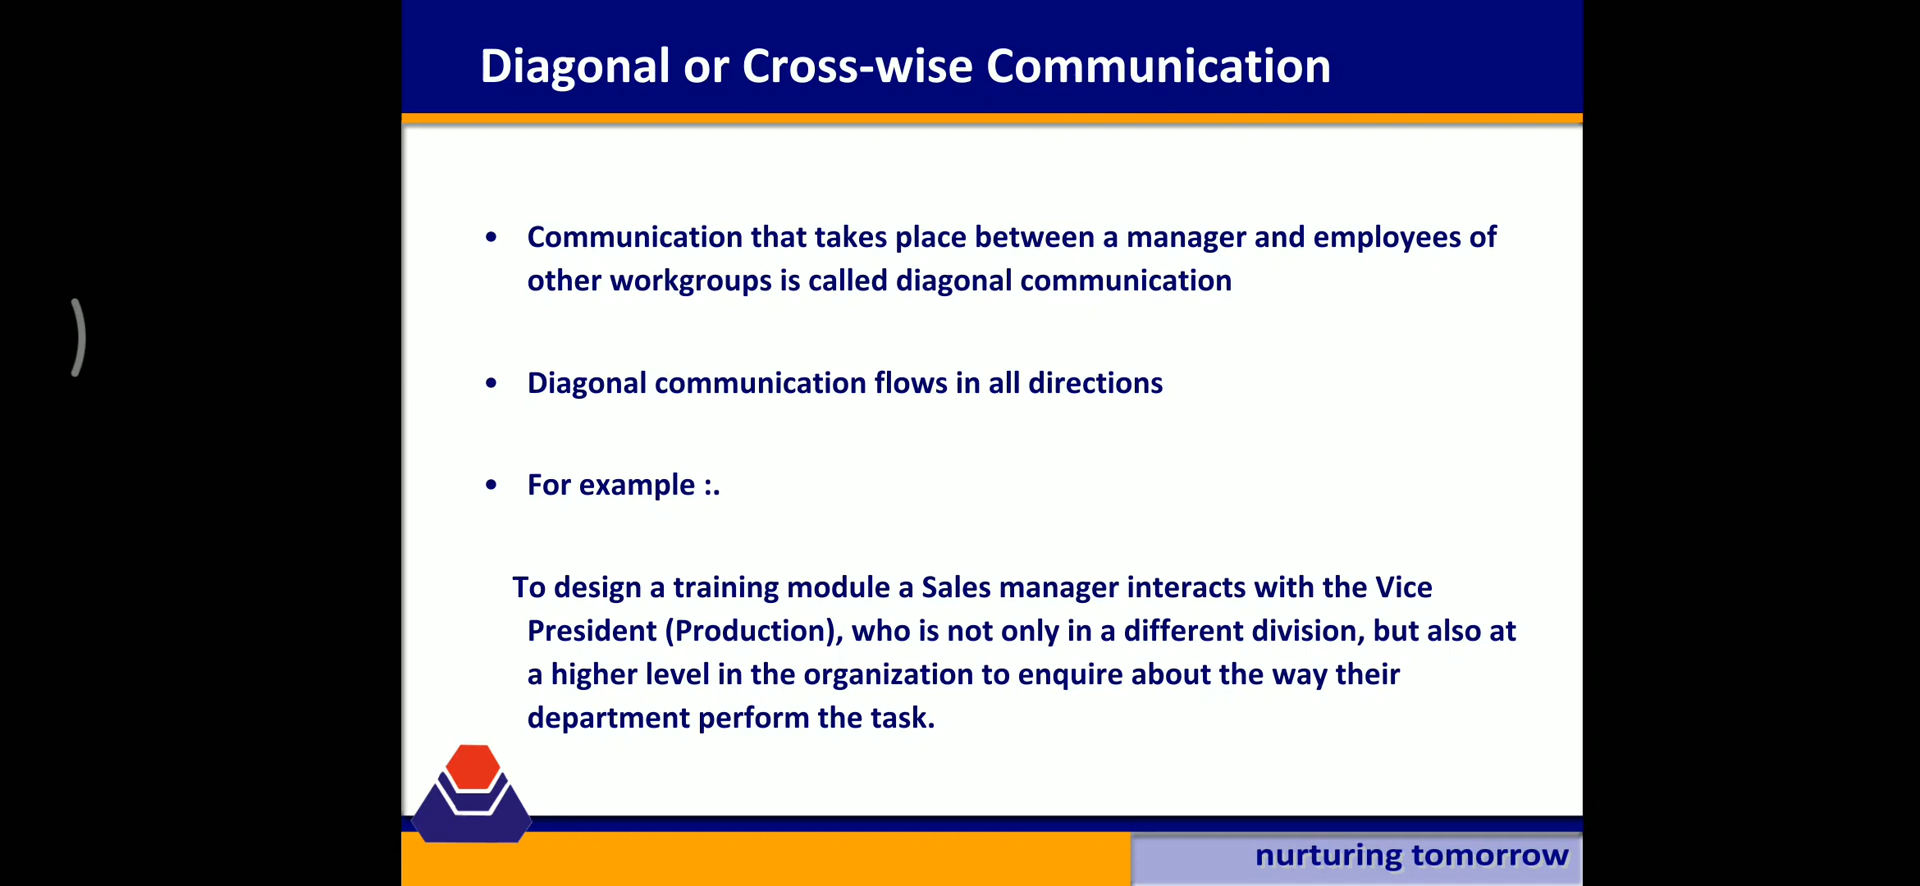 Diagonal or Cross-wise Communication
• Communication that takes place between a manager and employees of
other workgroups is called diagonal communication
• Diagonal communication flows in all directions
• For example :.
To design a training module a Sales manager interacts with the Vice
President (Production), who is not only in a different division, but also at
a higher level in the organization to enquire about the way their
department perform the task.
nurturing tomorrow